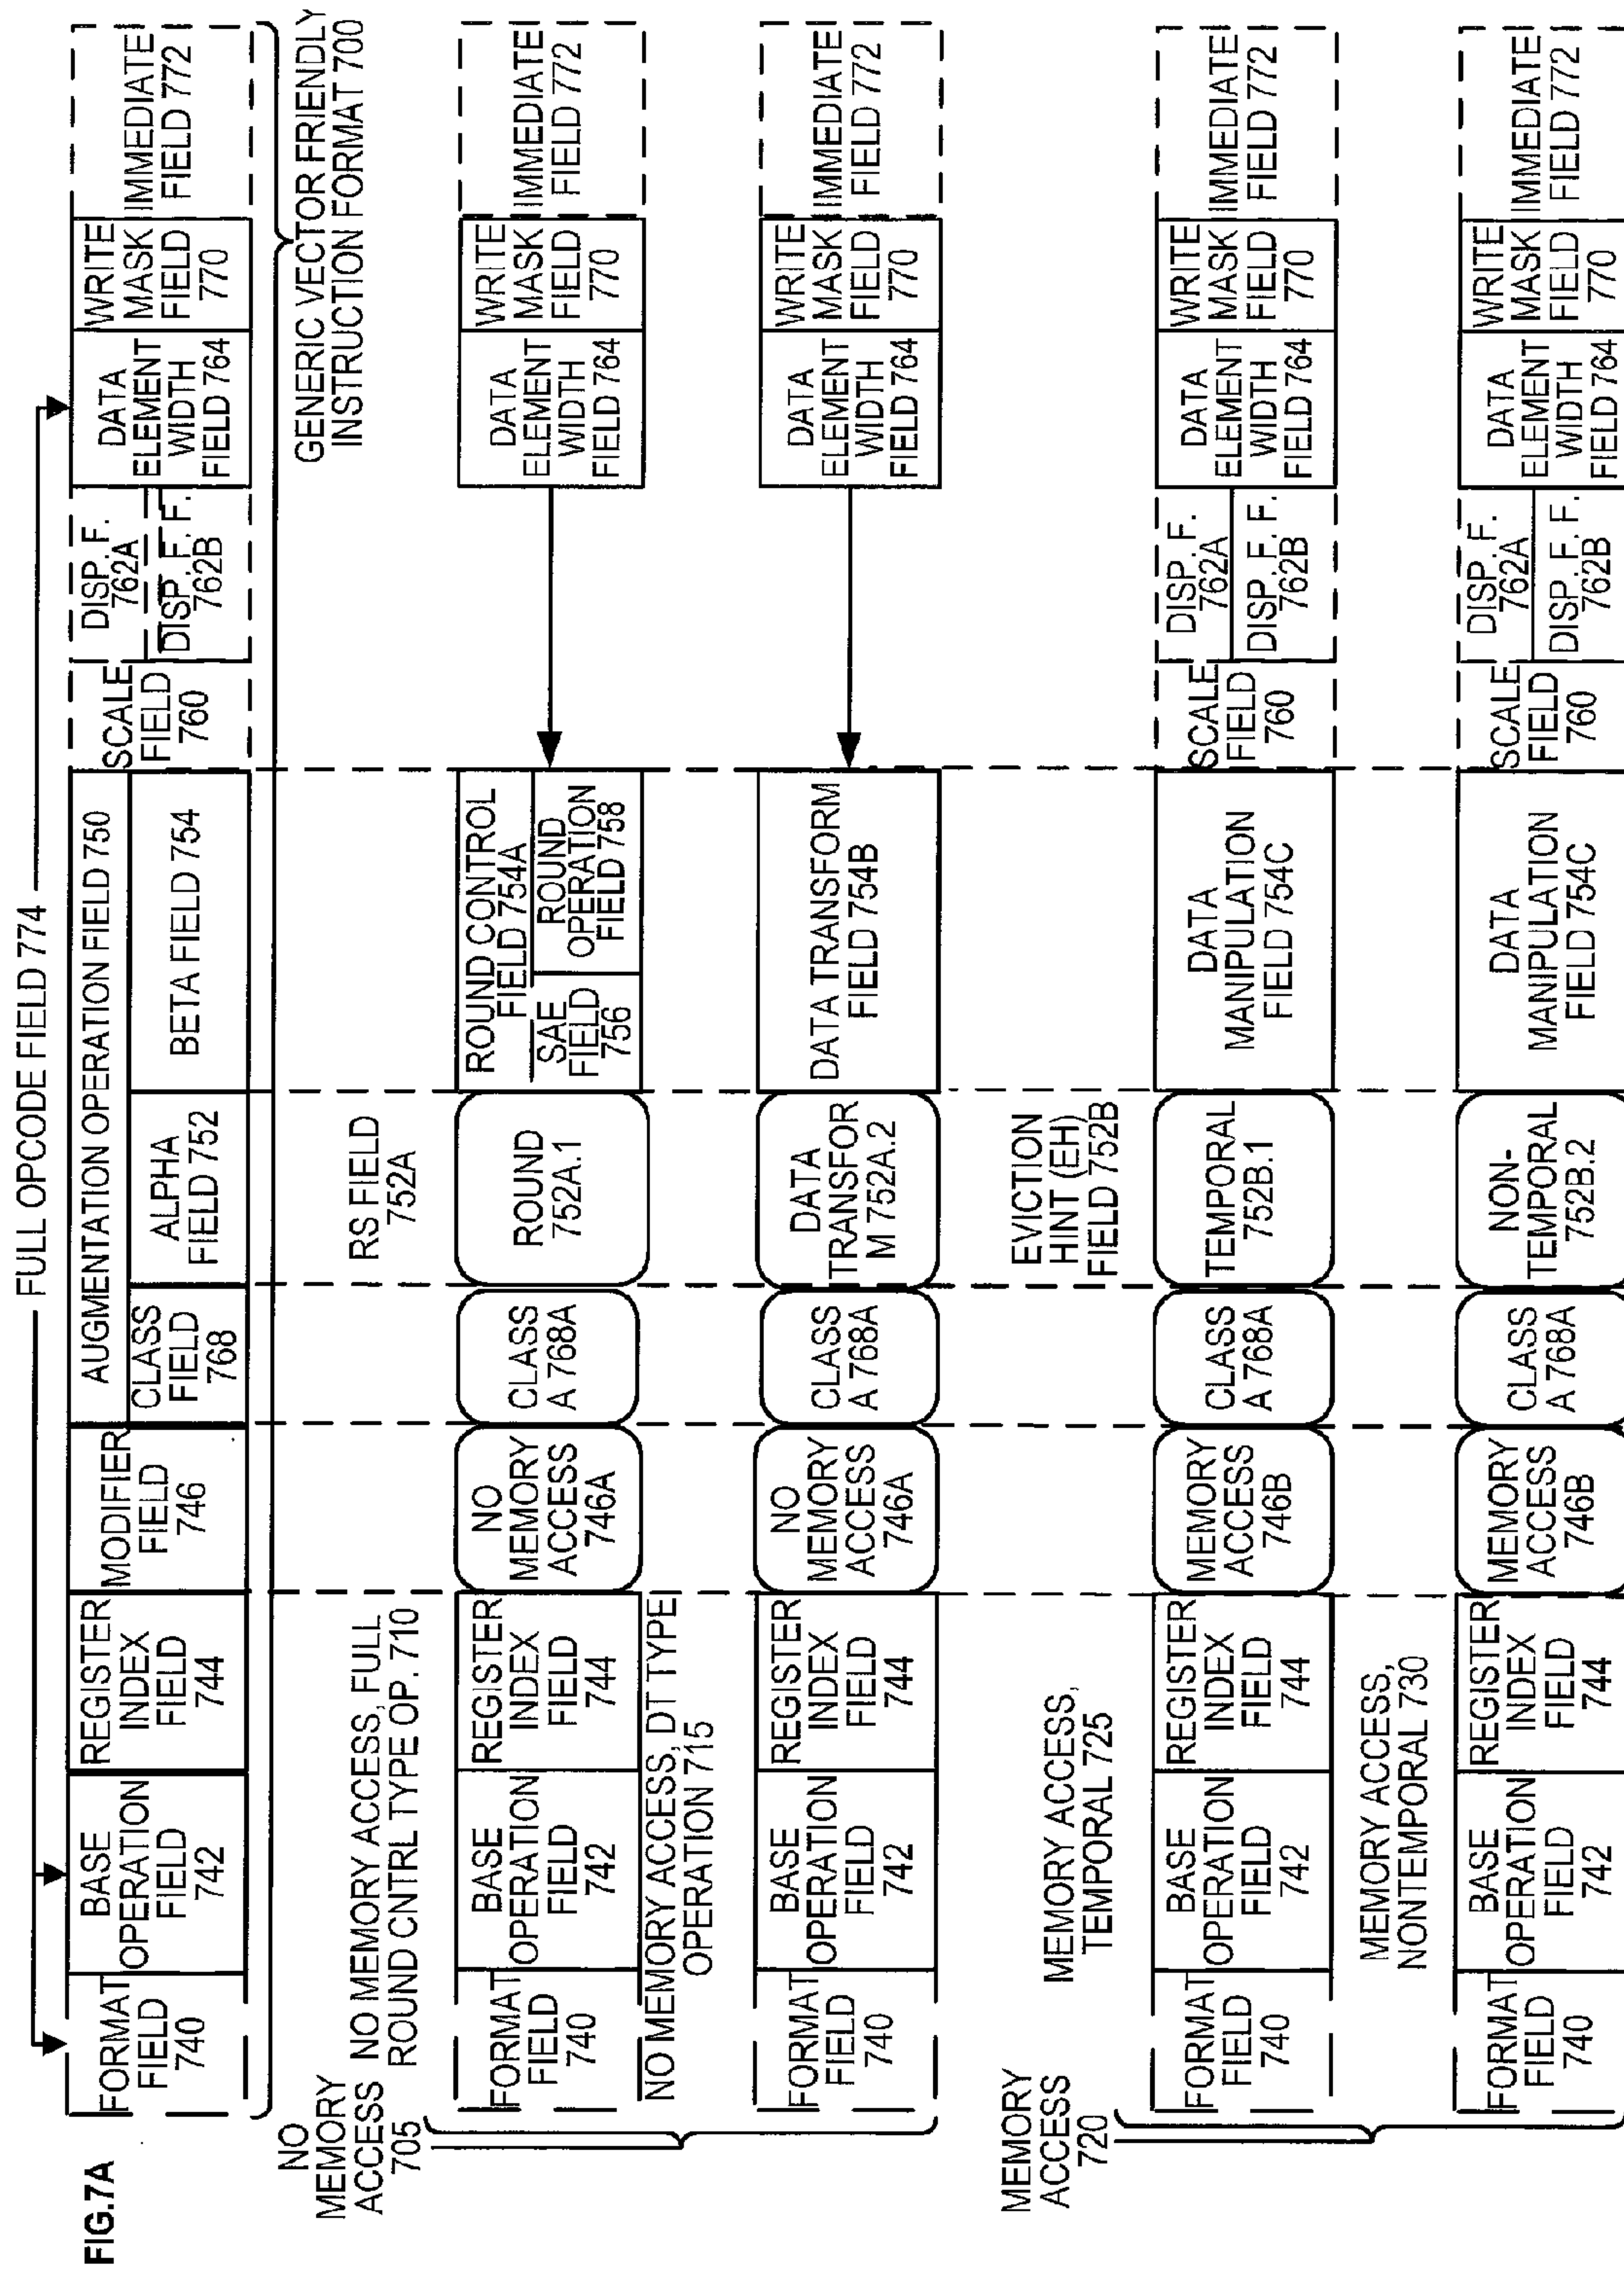 FIG.7A
FULL OPCODE FIELD 774
FORMAT
FIELD
740
BASE
OPERATION
FIELD
742
REGISTER
INDEX
FIELD
744
MODIFIER
FIELD
746
AUGMENTATION OPERATION FIELD 750
CLASS
FIELD
768
ALPHA
FIELD 752
BETA FIELD 754
SCALE
FIELD
760
DISP. F.
762A
DISP. F. F.
762B
DATA
ELEMENT
WIDTH
FIELD 764
WRITE
MASK
FIELD
770
IMMEDIATE
FIELD 772
GENERIC VECTOR FRIENDLY
INSTRUCTION FORMAT 700
NO
MEMORY
ACCESS
705
NO MEMORY ACCESS, FULL
ROUND CNTRL TYPE OP. 710
RS FIELD
752A
FORMAT
FIELD
740
BASE
OPERATION
FIELD
742
REGISTER
INDEX
FIELD
744
NO
MEMORY
ACCESS
746A
CLASS
A 768A
ROUND
752A.1
ROUND CONTROL
FIELD 754A
SAE
FIELD
756
ROUND
OPERATION
FIELD 758
DATA
ELEMENT
WIDTH
FIELD 764
WRITE
MASK
FIELD
770
IMMEDIATE
FIELD 772
NO MEMORY ACCESS, DT TYPE
OPERATION 715
FORMAT
FIELD
740
BASE
OPERATION
FIELD
742
REGISTER
INDEX
FIELD
744
NO
MEMORY
ACCESS
746A
CLASS
A 768A
DATA
TRANSFOR
M 752A.2
DATA TRANSFORM
FIELD 754B
DATA
ELEMENT
WIDTH
FIELD 764
WRITE
MASK
FIELD
770
IMMEDIATE
FIELD 772
MEMORY
ACCESS
720
MEMORY ACCESS,
TEMPORAL 725
EVICTION
HINT (EH)
FIELD 752B
FORMAT
FIELD
740
BASE
OPERATION
FIELD
742
REGISTER
INDEX
FIELD
744
MEMORY
ACCESS
746B
CLASS
A 768A
TEMPORAL
752B.1
DATA
MANIPULATION
FIELD 754C
SCALE
FIELD
760
DISP. F.
762A
DISP. F. F.
762B
DATA
ELEMENT
WIDTH
FIELD 764
WRITE
MASK
FIELD
770
IMMEDIATE
FIELD 772
MEMORY ACCESS,
NONTEMPORAL 730
FORMAT
FIELD
740
BASE
OPERATION
FIELD
742
REGISTER
INDEX
FIELD
744
MEMORY
ACCESS
746B
CLASS
A 768A
NON-
TEMPORAL
752B.2
DATA
MANIPULATION
FIELD 754C
SCALE
FIELD
760
DISP. F.
762A
DISP. F. F.
762B
DATA
ELEMENT
WIDTH
FIELD 764
WRITE
MASK
FIELD
770
IMMEDIATE
FIELD 772